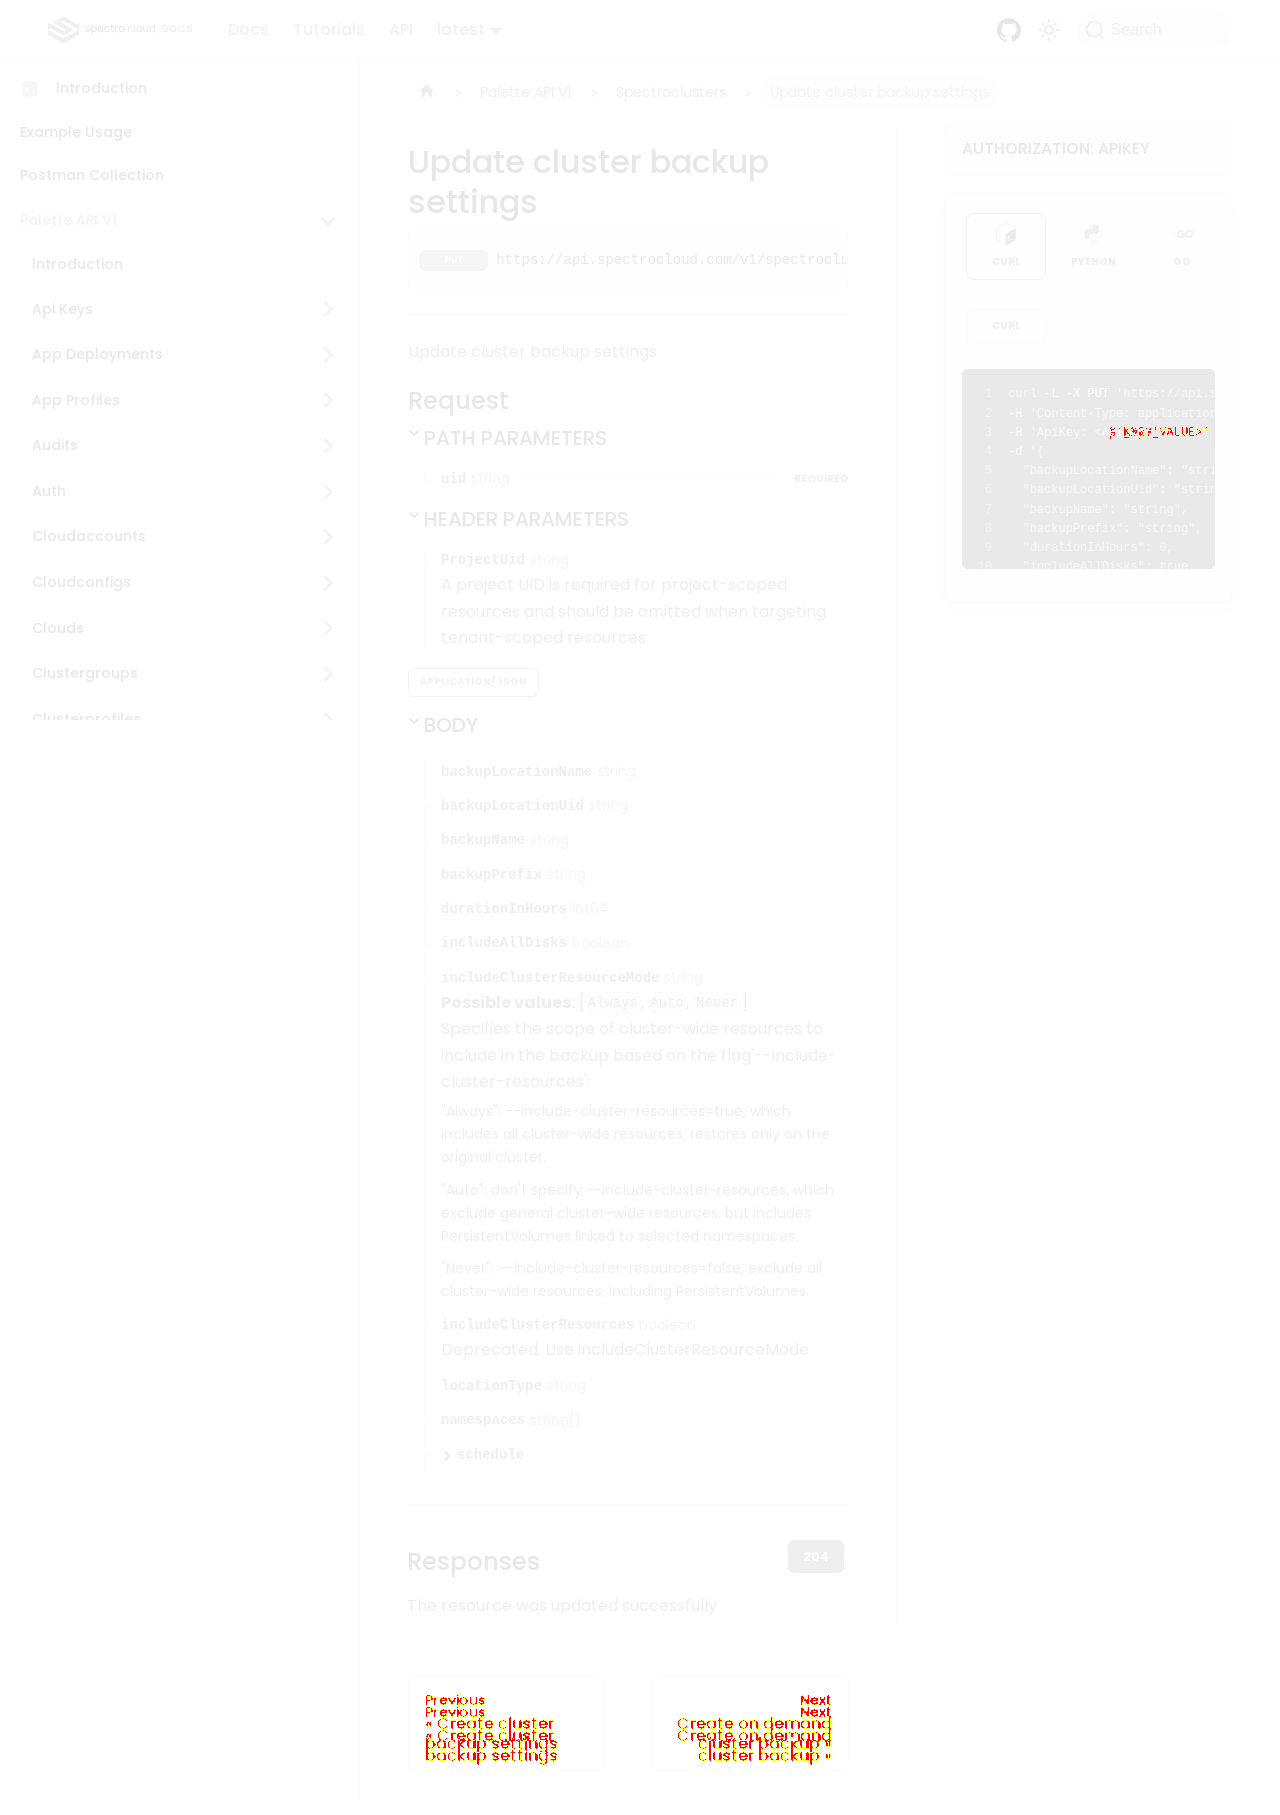 spectro cloud DOCS
Docs Tutorials API latest
Search
Introduction
Example Usage
Postman Collection
Palette API V1
Introduction
Api Keys
App Deployments
App Profiles
Audits
Auth
Cloudaccounts
Cloudconfigs
Clouds
Clustergroups
Clusterprofiles
Palette API V1 > Spectroclusters > Update cluster backup settings
Update cluster backup
settings
PUT https://api.spectrocloud.com/v1/spectroclu
Update cluster backup settings
Request
PATH PARAMETERS
uid string REQUIRED
HEADER PARAMETERS
ProjectUid string
A project UID is required for project-scoped
resources and should be omitted when targeting
tenant-scoped resources
APPLICATION/JSON
BODY
backupLocationName string
backupLocationUid string
backupName string
backupPrefix string
durationInHours int64
includeAllDisks boolean
includeClusterResourceMode string
Possible values: [Always, Auto, Never]
Specifies the scope of cluster-wide resources to
include in the backup based on the flag'--include-
cluster-resources':
"Always": --include-cluster-resources=true, which
includes all cluster-wide resources; restores only on the
original cluster.
"Auto": don't specify --include-cluster-resources, which
exclude general cluster-wide resources, but includes
PersistentVolumes linked to selected namespaces.
"Never": --include-cluster-resources=false, exclude all
cluster-wide resources, including PersistentVolumes.
includeClusterResources boolean
Deprecated. Use includeClusterResourceMode
locationType string
namespaces string[]
schedule
Responses
204
The resource was updated successfully
AUTHORIZATION: APIKEY
CURL PYTHON GO
CURL
1 curl -L -X PUT 'https://api.s
2 -H 'Content-Type: application
3 -H 'ApiKey: <A
4 -d '{
5 "backupLocationName": "stri
6 "backupLocationUid": "strin
7 "backupName": "string",
8 "backupPrefix": "string",
9 "durationInHours": 0,
10 "includeAllDisks": true
Previous
Previous
« Create cluster
« Create cluster
backup settings
backup settings
Next
Next
Create on demand
Create on demand
cluster backup »
cluster backup »